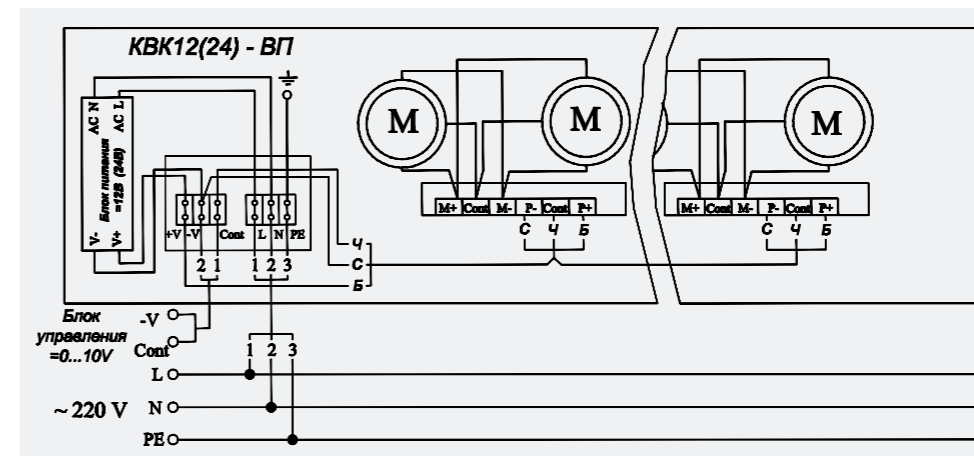 КВК12(24) - ВП
AC N
AC L
Блок питания
=12В (24В)
V-
V+
+V -V Cont L N PE
2 1 1 2 3
Ч
С
Б
M M M
M+ Cont M- P- Cont P+
С Ч Б
M+ Cont M- P- Cont P+
С Ч Б
Блок
управления
=0...10V
-V
Cont
1 2 3
L
~ 220 V N
PE